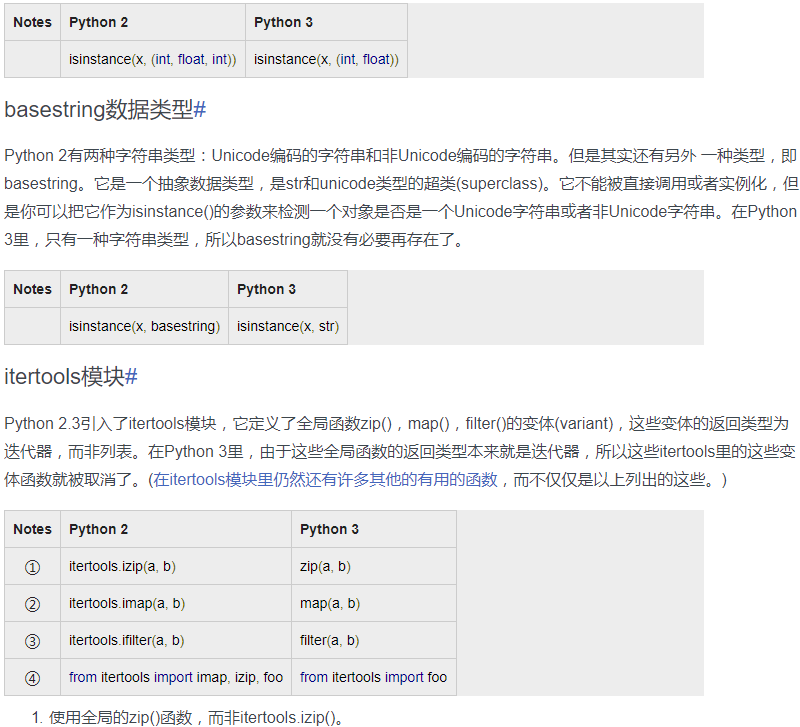 Notes Python 2 Python 3
isinstance(x, (int, float, int)) isinstance(x, (int, float))
basestring数据类型#
Python 2有两种字符串类型：Unicode编码的字符串和非Unicode编码的字符串。但是其实还有另外 一种类型，即
basestring。它是一个抽象数据类型，是str和unicode类型的超类(superclass)。它不能被直接调用或者实例化，但
是你可以把它作为isinstance()的参数来检测一个对象是否是一个Unicode字符串或者非Unicode字符串。在Python
3里，只有一种字符串类型，所以basestring就没有必要再存在了。
Notes Python 2 Python 3
isinstance(x, basestring) isinstance(x, str)
itertools模块#
Python 2.3引入了itertools模块，它定义了全局函数zip()，map()，filter()的变体(variant)，这些变体的返回类型为
迭代器，而非列表。在Python 3里，由于这些全局函数的返回类型本来就是迭代器，所以这些itertools里的这些变
体函数就被取消了。(在itertools模块里仍然还有许多其他的有用的函数，而不仅仅是以上列出的这些。)
Notes Python 2 Python 3
① itertools.izip(a, b) zip(a, b)
② itertools.imap(a, b) map(a, b)
③ itertools.ifilter(a, b) filter(a, b)
④ from itertools import imap, izip, foo from itertools import foo
1. 使用全局的zip()函数，而非itertools.izip()。